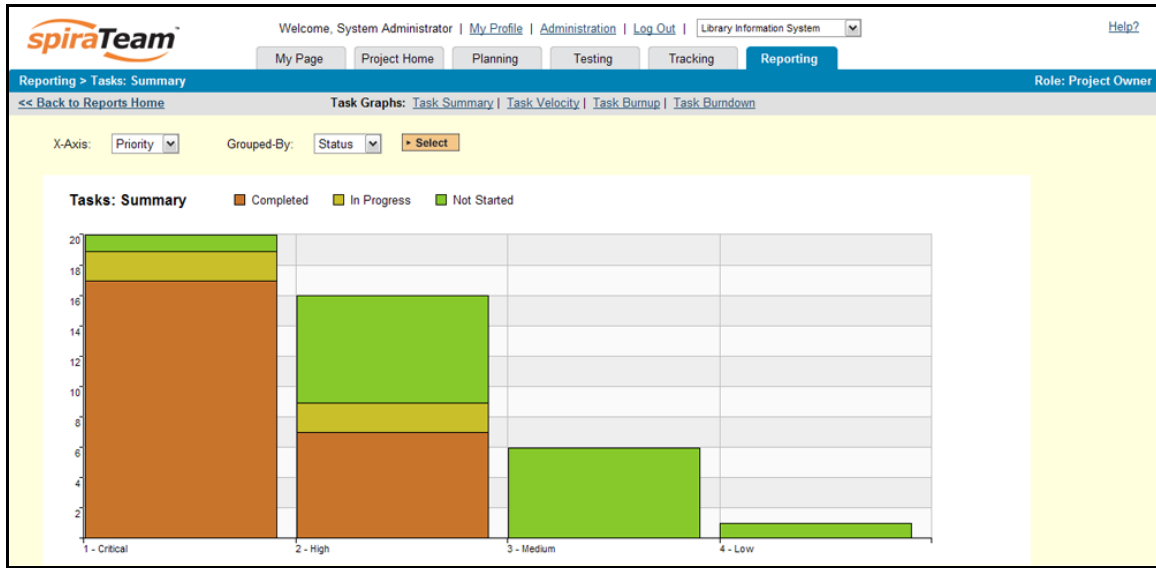 spiraTeam
Welcome, System Administrator | My Profile | Administration | Log Out | Library Information System
Help?
My Page Project Home Planning Testing Tracking Reporting
Reporting > Tasks: Summary Role: Project Owner
<< Back to Reports Home Task Graphs: Task Summary | Task Velocity | Task Burnup | Task Burndown
X-Axis: Priority Grouped-By: Status Select
Tasks: Summary Completed In Progress Not Started
20
18
16
14
12
10
8
6
4
2
1 - Critical 2 - High 3 - Medium 4 - Low